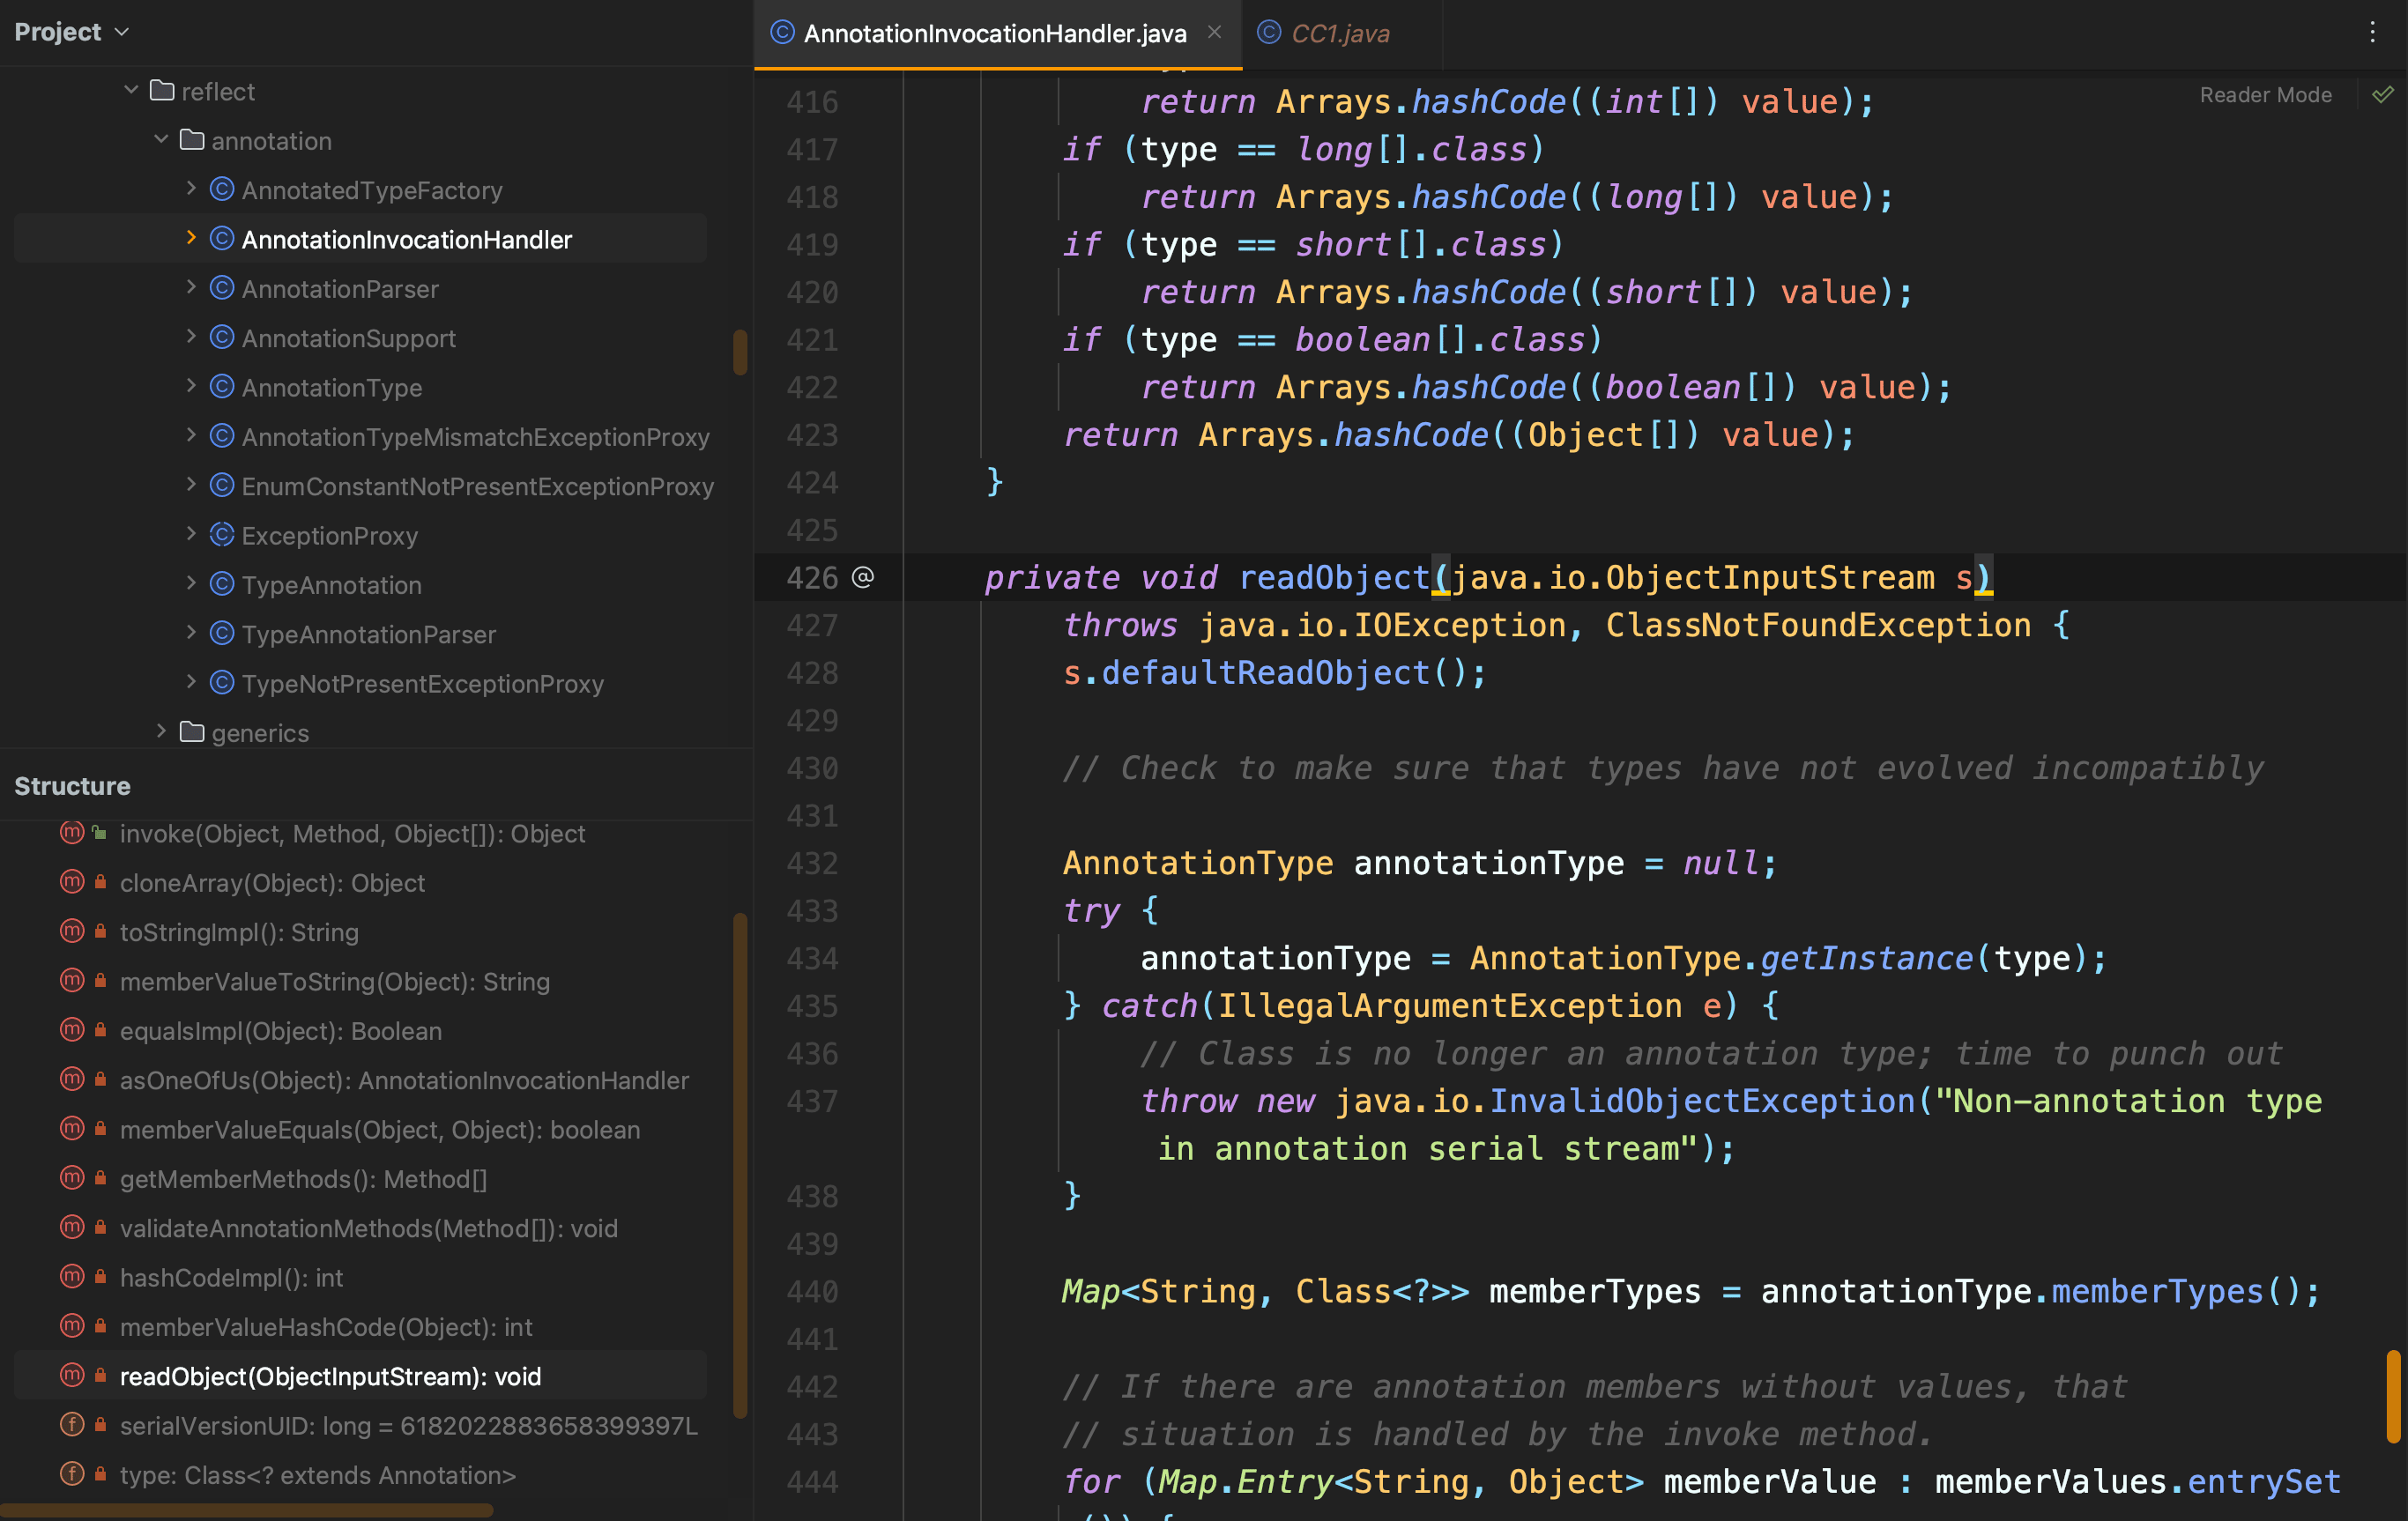 Project
reflect
annotation
AnnotatedTypeFactory
AnnotationInvocationHandler
AnnotationParser
AnnotationSupport
AnnotationType
AnnotationTypeMismatchExceptionProxy
EnumConstantNotPresentExceptionProxy
ExceptionProxy
TypeAnnotation
TypeAnnotationParser
TypeNotPresentExceptionProxy
generics
Structure
invoke(Object, Method, Object[]): Object
cloneArray(Object): Object
toStringImpl(): String
memberValueToString(Object): String
equalsImpl(Object): Boolean
asOneOfUs(Object): AnnotationInvocationHandler
memberValueEquals(Object, Object): boolean
getMemberMethods(): Method[]
validateAnnotationMethods(Method[]): void
hashCodeImpl(): int
memberValueHashCode(Object): int
readObject(ObjectInputStream): void
serialVersionUID: long = 6182022883658399397L
type: Class<? extends Annotation>
AnnotationInvocationHandler.java
CC1.java
Reader Mode
416 return Arrays.hashCode((int[]) value);
417 if (type == long[].class)
418 return Arrays.hashCode((long[]) value);
419 if (type == short[].class)
420 return Arrays.hashCode((short[]) value);
421 if (type == boolean[].class)
422 return Arrays.hashCode((boolean[]) value);
423 return Arrays.hashCode((Object[]) value);
424 }
425
426 @ private void readObject(java.io.ObjectInputStream s)
427 throws java.io.IOException, ClassNotFoundException {
428 s.defaultReadObject();
429
430 // Check to make sure that types have not evolved incompatibly
431
432 AnnotationType annotationType = null;
433 try {
434 annotationType = AnnotationType.getInstance(type);
435 } catch(IllegalArgumentException e) {
436 // Class is no longer an annotation type; time to punch out
437 throw new java.io.InvalidObjectException("Non-annotation type
in annotation serial stream");
438 }
439
440 Map<String, Class<?>> memberTypes = annotationType.memberTypes();
441
442 // If there are annotation members without values, that
443 // situation is handled by the invoke method.
444 for (Map.Entry<String, Object> memberValue : memberValues.entrySet
()) {